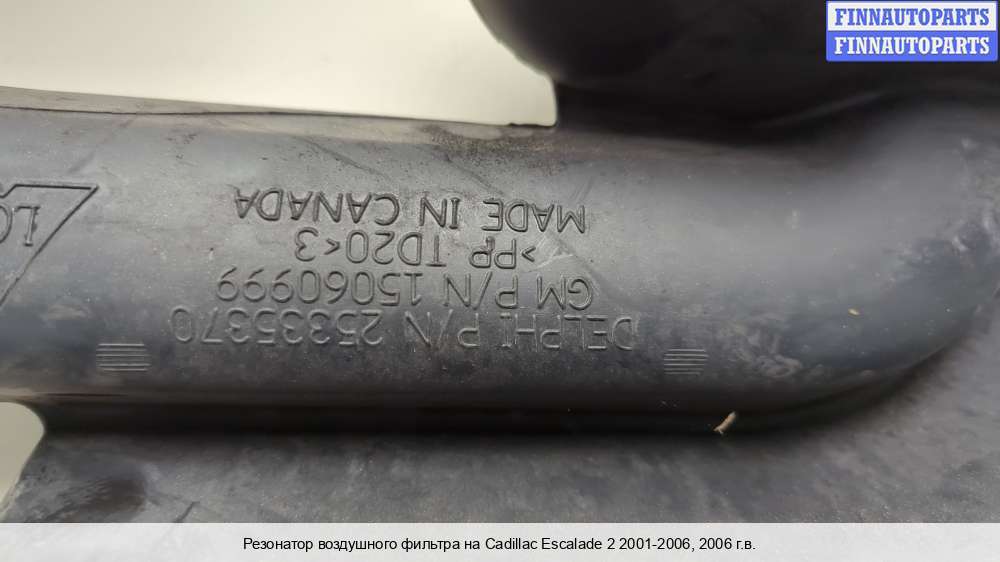 FINNAUTOPARTS
FINNAUTOPARTS
DELPHI P/N 25335370
GM P/N 15060999
>PP TD20<3
MADE IN CANADA
Резонатор воздушного фильтра на Cadillac Escalade 2 2001-2006, 2006 г.в.